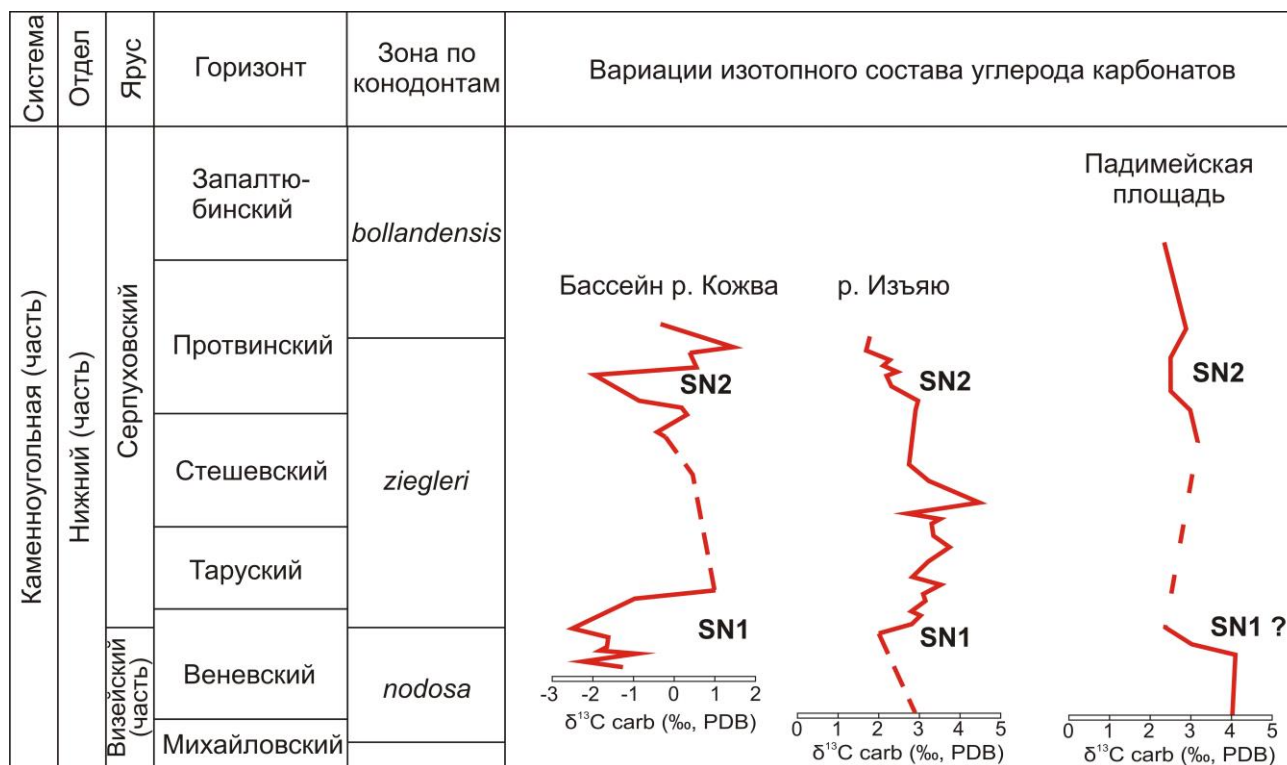 Система
Отдел
Ярус
Горизонт
Зона по
конодонтам
Вариации изотопного состава углерода карбонатов
Каменноугольная (часть)
Нижний (часть)
Серпуховский
Визейский
(часть)
Запалтю-
бинский
Протвинский
Стешевский
Таруский
Веневский
Михайловский
bollandensis
ziegleri
nodosa
Бассейн р. Кожва
SN2
SN1
-3 -2 -1 0 1 2
δ¹³C carb (‰, PDB)
р. Изъяю
SN2
SN1
0 1 2 3 4 5
δ¹³C carb (‰, PDB)
Падимейская
площадь
SN2
SN1 ?
0 1 2 3 4 5
δ¹³C carb (‰, PDB)